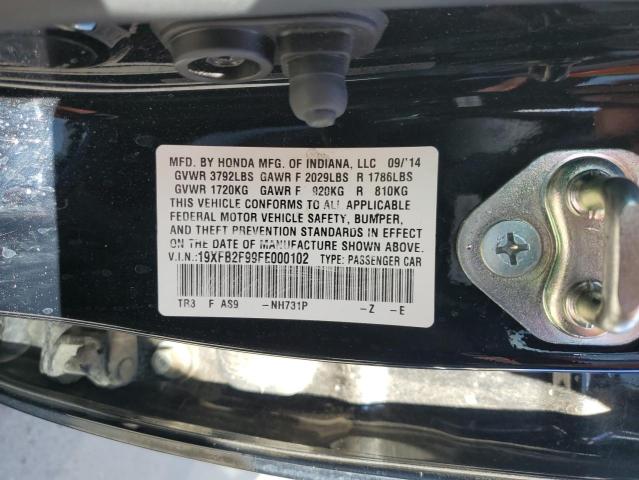 MFD. BY HONDA MFG. OF INDIANA, LLC 09/'14
GVWR 3792LBS GAWR F 2029LBS R 1786LBS
GVWR 1720KG GAWR F 920KG R 810KG
THIS VEHICLE CONFORMS TO ALL APPLICABLE
FEDERAL MOTOR VEHICLE SAFETY, BUMPER,
AND THEFT PREVENTION STANDARDS IN EFFECT
ON THE DATE OF MANUFACTURE SHOWN ABOVE.
V.I.N.:19XFB2F99FE000102 TYPE: PASSENGER CAR
TR3 F AS9 -NH731P -Z -E